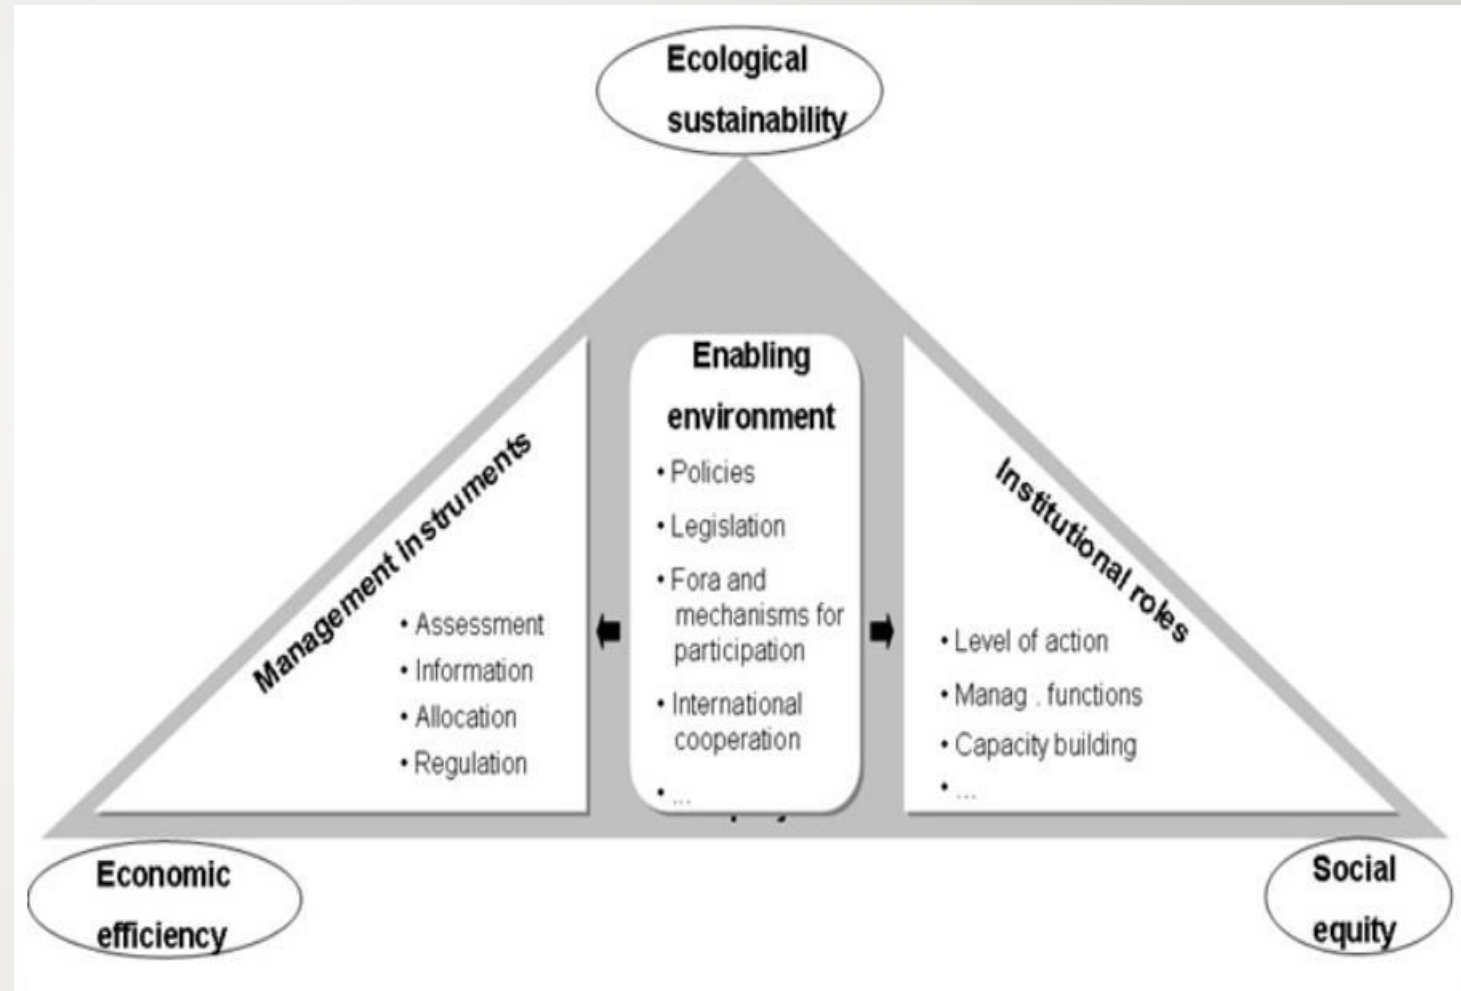 Ecological
sustainability
Management instruments
• Assessment
• Information
• Allocation
• Regulation
Enabling
environment
• Policies
• Legislation
• Fora and
mechanisms for
participation
• International
cooperation
• ...
Institutional roles
• Level of action
• Manag . functions
• Capacity building
• ...
Economic
efficiency
Social
equity